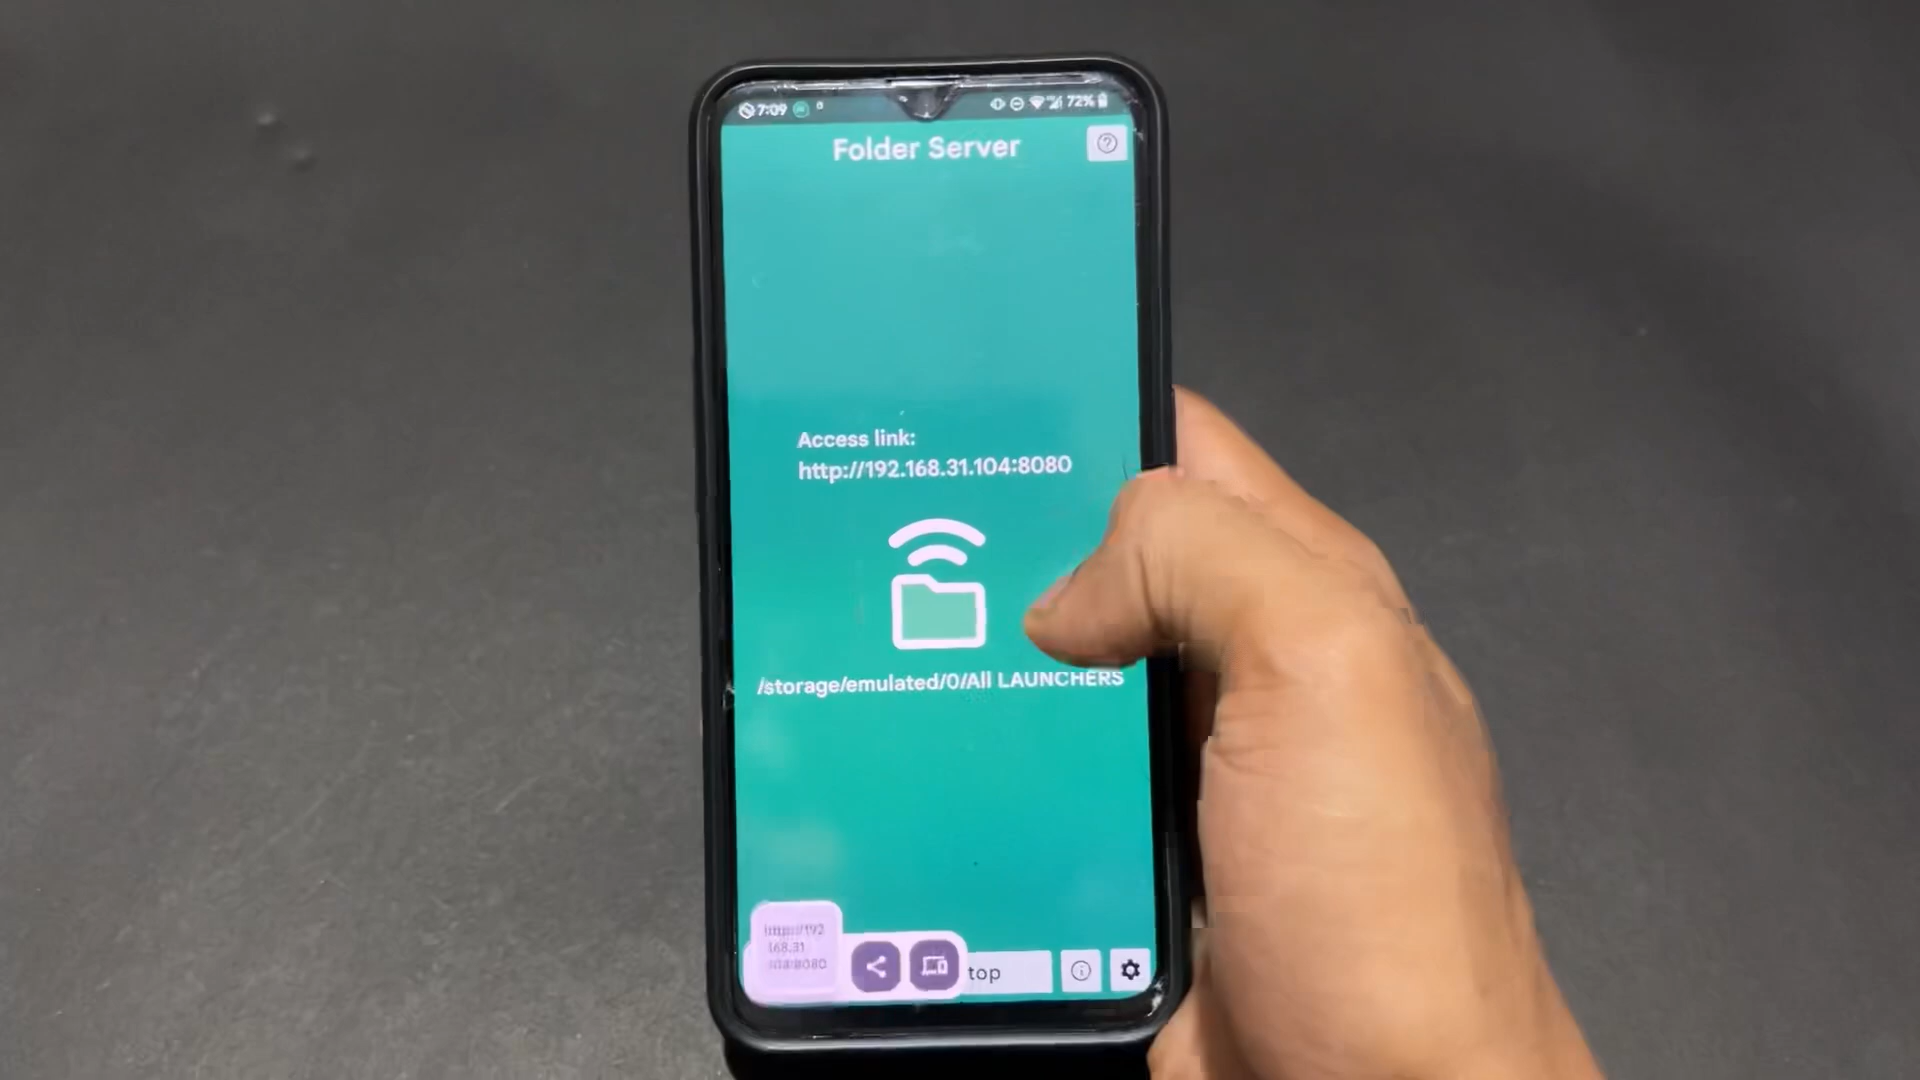 7:09
72%
Folder Server
Access link:
http://192.168.31.104:8080
/storage/emulated/0/All LAUNCHERS
http://192
.168.31
.104:8080
top